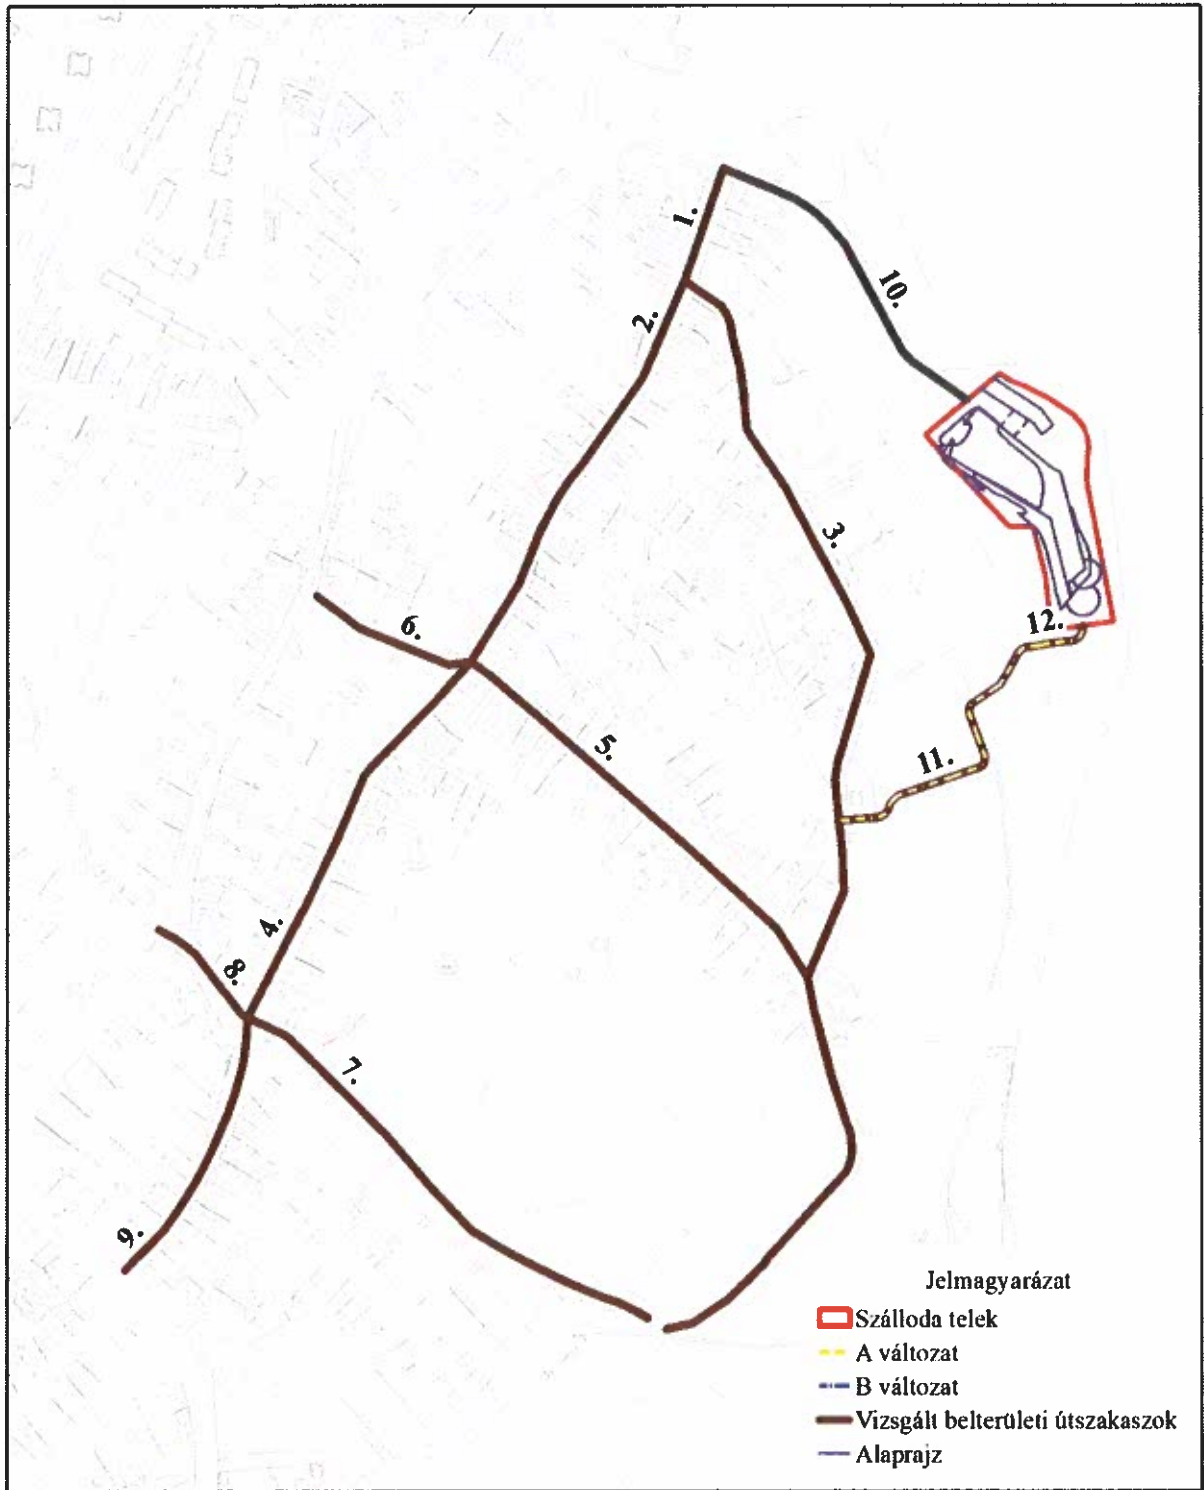 1.
10.
2.
3.
6.
12.
5.
11.
4.
8.
7.
9.
Jelmagyarázat
Szálloda telek
A változat
B változat
Vizsgált belterületi útszakaszok
Alaprajz